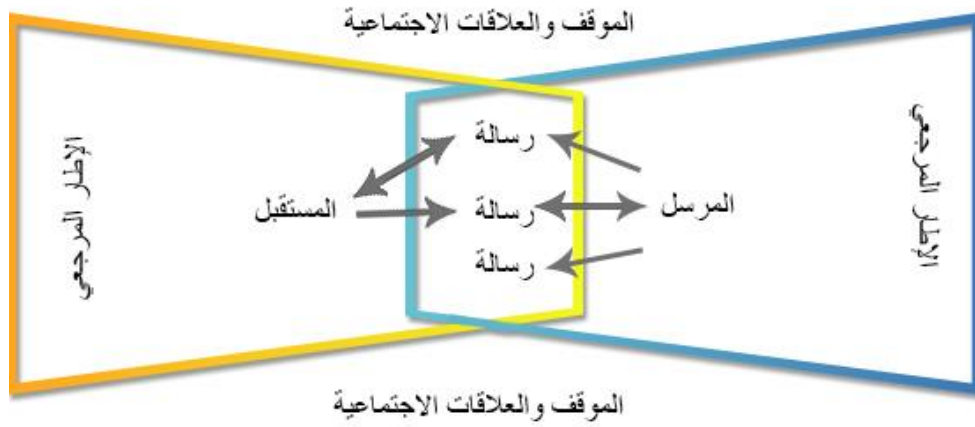 الموقف والعلاقات الاجتماعية
الإطار المرجعي
رسالة
المرسل
رسالة
المستقبل
رسالة
الإطار المرجعي
الموقف والعلاقات الاجتماعية